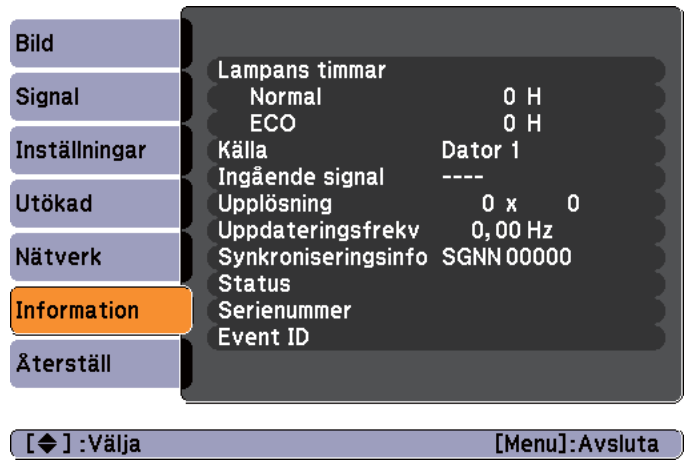 Bild
Signal
Inställningar
Utökad
Nätverk
Information
Återställ
Lampans timmar
Normal 0 H
ECO 0 H
Källa Dator 1
Ingående signal ----
Upplösning 0 x 0
Uppdateringsfrekv 0,00 Hz
Synkroniseringsinfo SGNN 00000
Status
Serienummer
Event ID
[◆] :Välja [Menu]:Avsluta